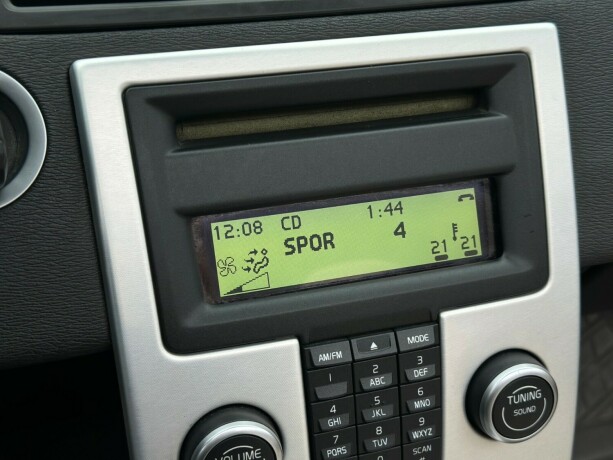 12:08 CD 1:44
SPOR 4
21 21
AM/FM MODE
1 2 ABC 3 DEF
4 GHI 5 JKL 6 MNO
7 PQRS 8 TUV 9 WXYZ
SCAN
#
VOLUME
TUNING
SOUND